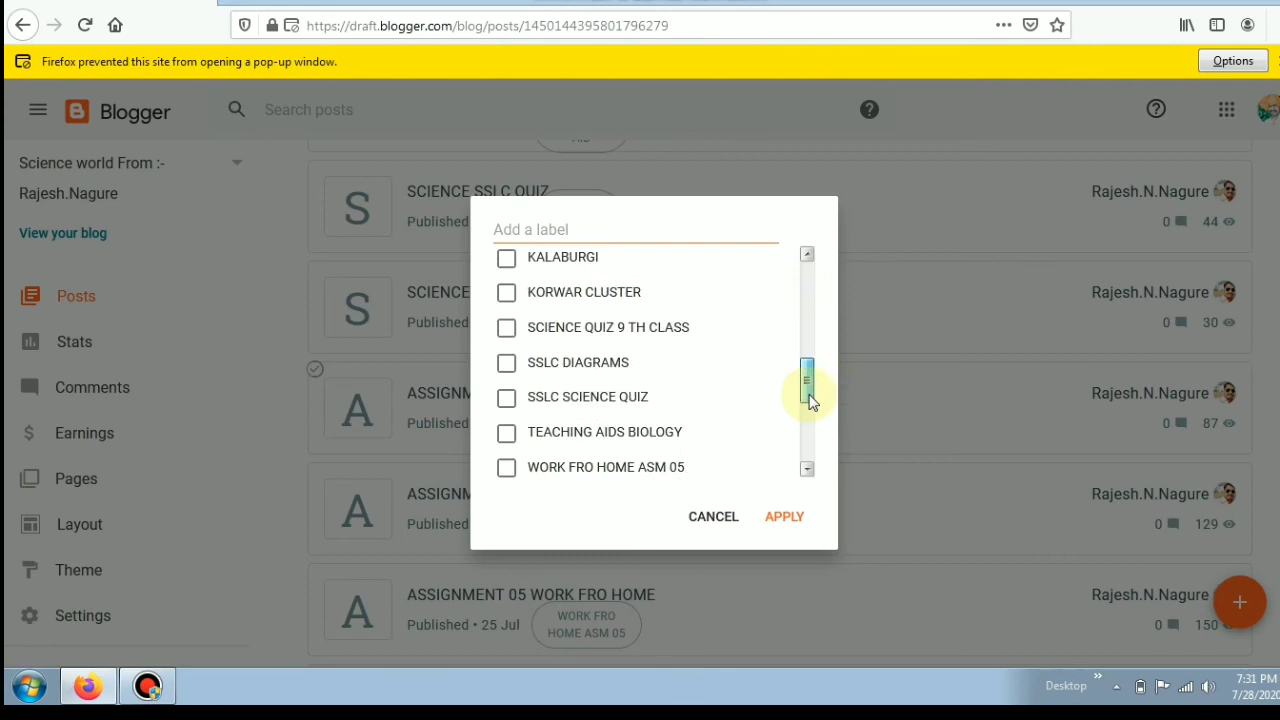 https://draft.blogger.com/blog/posts/1450144395801796279
Firefox prevented this site from opening a pop-up window.
Options
Blogger
Search posts
Science world From :-
Rajesh.Nagure
View your blog
Posts
Stats
Comments
Earnings
Pages
Layout
Theme
Settings
S
SCIENCE SSLC QUIZ
Published
Rajesh.N.Nagure
0
44
S
SCIENCE
Published
Rajesh.N.Nagure
0
30
A
ASSIGNM
Published
Rajesh.N.Nagure
0
87
A
ASSIGNM
Published
Rajesh.N.Nagure
0
129
A
ASSIGNMENT 05 WORK FRO HOME
Published • 25 Jul
WORK FRO
HOME ASM 05
Rajesh.N.Nagure
0
150
Add a label
KALABURGI
KORWAR CLUSTER
SCIENCE QUIZ 9 TH CLASS
SSLC DIAGRAMS
SSLC SCIENCE QUIZ
TEACHING AIDS BIOLOGY
WORK FRO HOME ASM 05
CANCEL
APPLY
Desktop
7:31 PM
7/28/2020